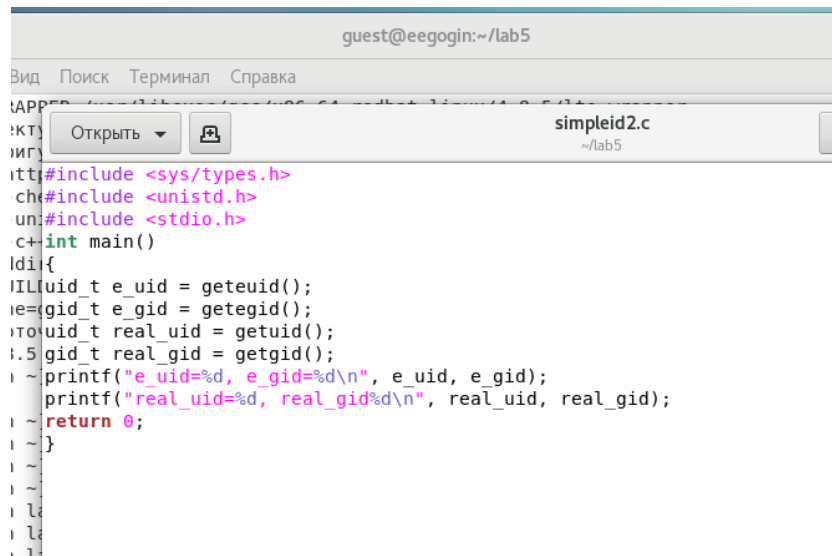 guest@eegogin:~/lab5
Вид Поиск Терминал Справка
Открыть
simpleid2.c
~/lab5
#include <sys/types.h>
#include <unistd.h>
#include <stdio.h>
int main()
{
uid_t e_uid = geteuid();
gid_t e_gid = getegid();
uid_t real_uid = getuid();
gid_t real_gid = getgid();
printf("e_uid=%d, e_gid=%d\n", e_uid, e_gid);
printf("real_uid=%d, real_gid%d\n", real_uid, real_gid);
return 0;
}